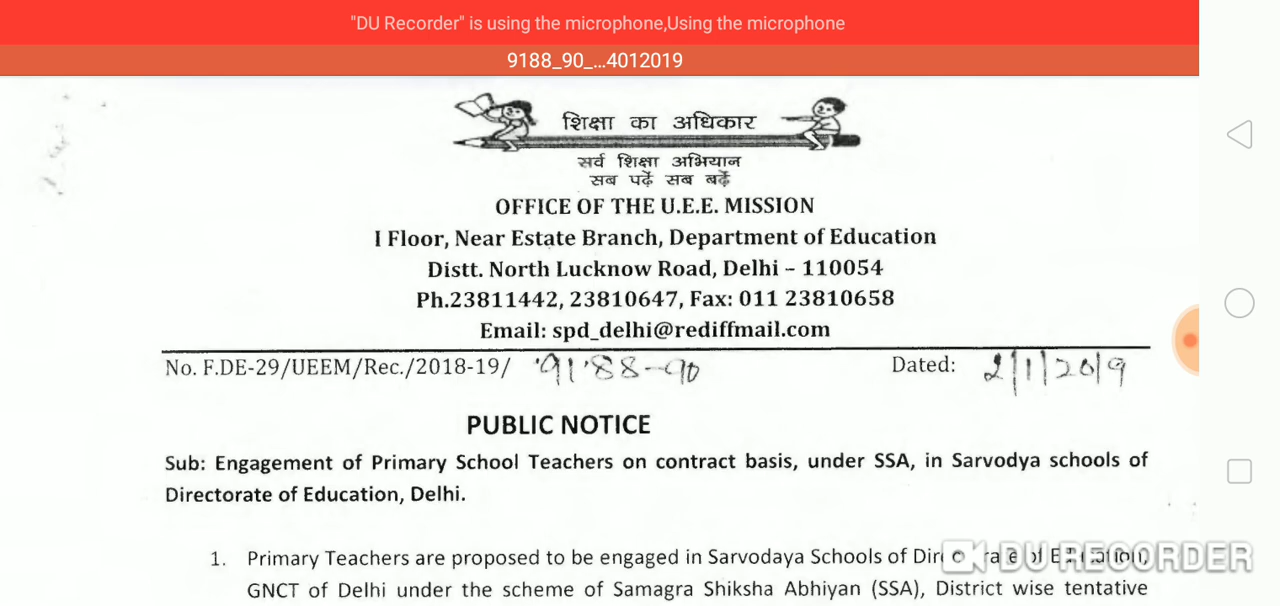 "DU Recorder" is using the microphone,Using the microphone
9188_90_...4012019
शिक्षा का अधिकार
सर्व शिक्षा अभियान
सब पढ़ें सब बढ़ें
OFFICE OF THE U.E.E. MISSION
I Floor, Near Estate Branch, Department of Education
Distt. North Lucknow Road, Delhi – 110054
Ph.23811442, 23810647, Fax: 011 23810658
Email: spd_delhi@rediffmail.com
No. F.DE-29/UEEM/Rec./2018-19/ 9188-90 Dated: 2/1/2019
PUBLIC NOTICE
Sub: Engagement of Primary School Teachers on contract basis, under SSA, in Sarvodya schools of
Directorate of Education, Delhi.
1. Primary Teachers are proposed to be engaged in Sarvodaya Schools of Directorate of Education,
GNCT of Delhi under the scheme of Samagra Shiksha Abhiyan (SSA), District wise tentative
DU RECORDER